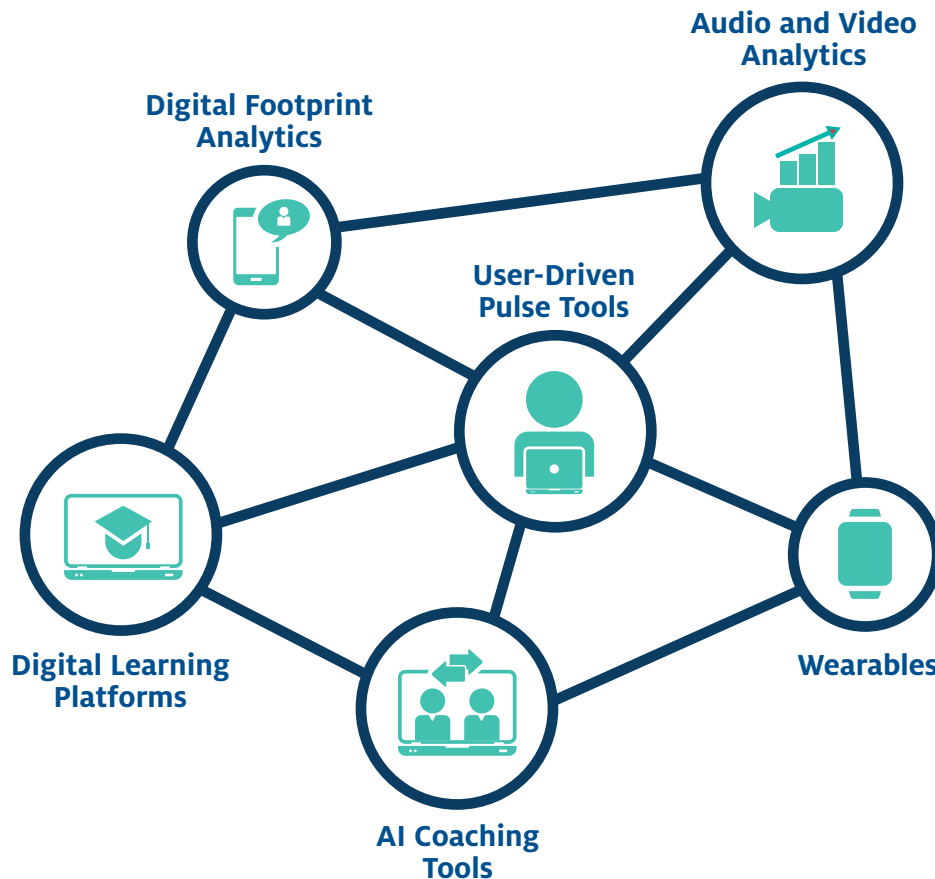 Audio and Video
Analytics
Digital Footprint
Analytics
User-Driven
Pulse Tools
Digital Learning
Platforms
Wearables
AI Coaching
Tools